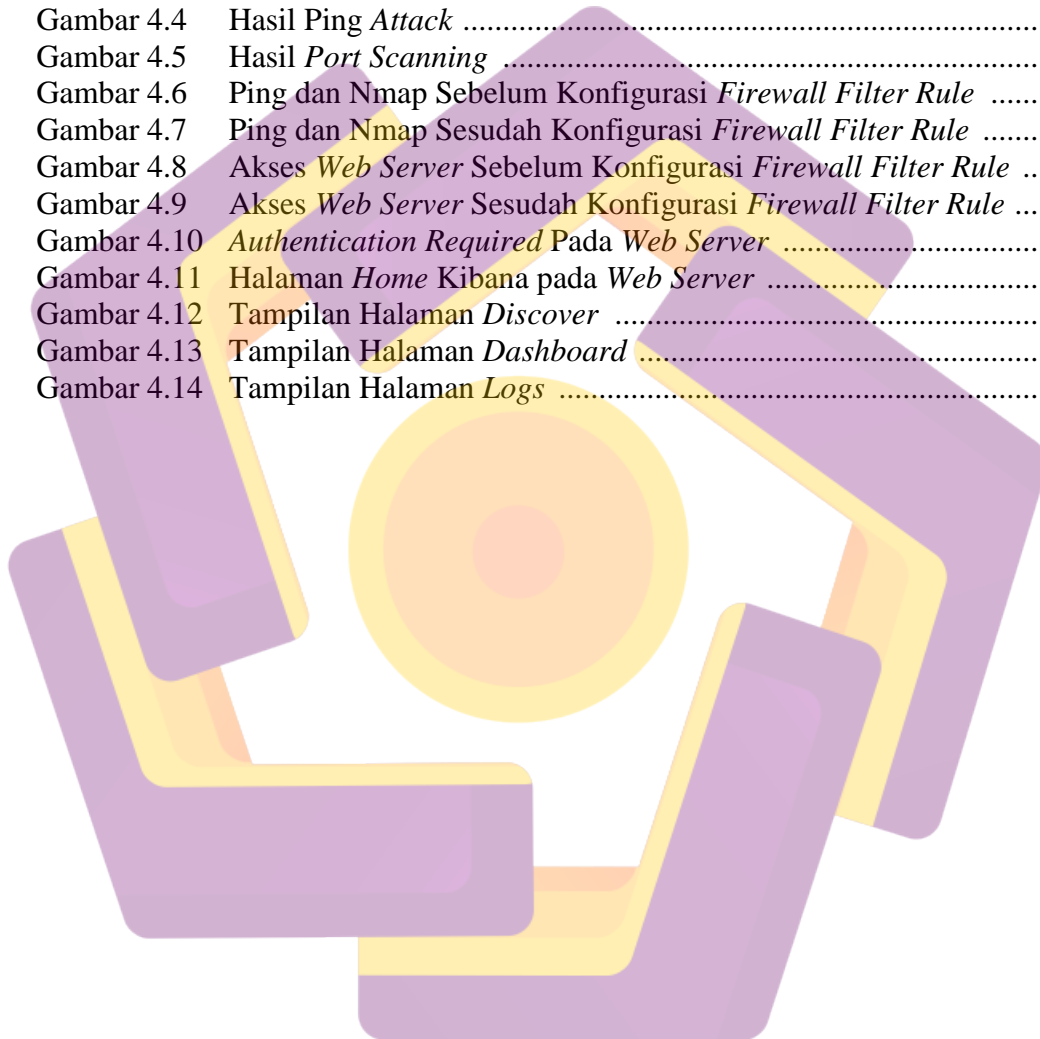 Gambar 4.4 Hasil Ping Attack ....................................................................................................
Gambar 4.5 Hasil Port Scanning ...............................................................................................
Gambar 4.6 Ping dan Nmap Sebelum Konfigurasi Firewall Filter Rule ......
Gambar 4.7 Ping dan Nmap Sesudah Konfigurasi Firewall Filter Rule .......
Gambar 4.8 Akses Web Server Sebelum Konfigurasi Firewall Filter Rule ..
Gambar 4.9 Akses Web Server Sesudah Konfigurasi Firewall Filter Rule ...
Gambar 4.10 Authentication Required Pada Web Server .........................................
Gambar 4.11 Halaman Home Kibana pada Web Server ............................................
Gambar 4.12 Tampilan Halaman Discover .......................................................................
Gambar 4.13 Tampilan Halaman Dashboard ...................................................................
Gambar 4.14 Tampilan Halaman Logs .................................................................................